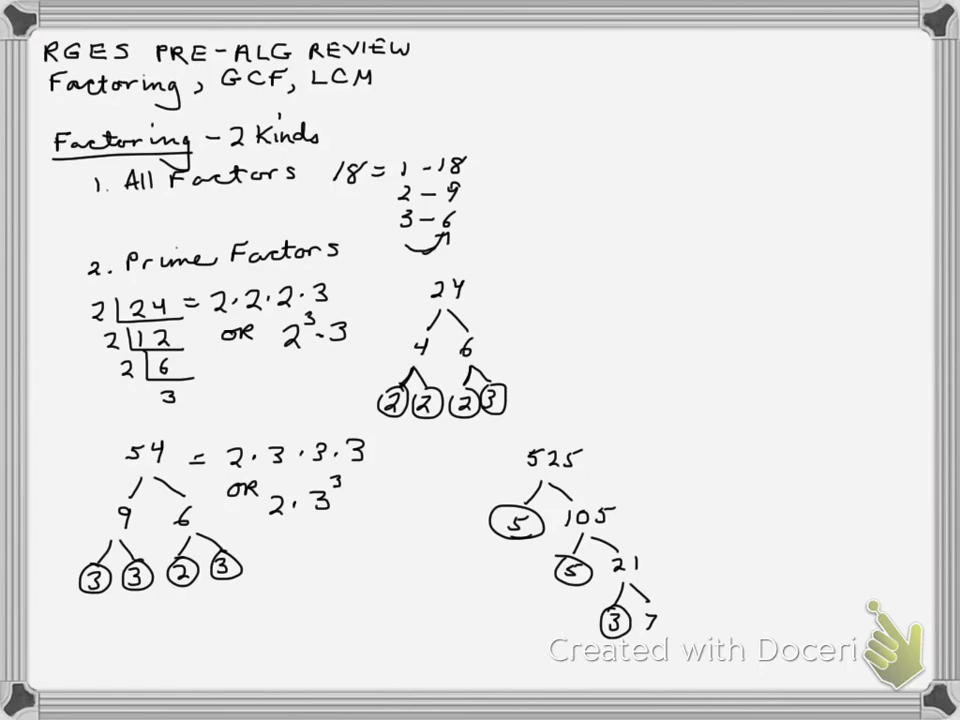 RGES PRE-ALG REVIEW
Factoring, GCF, LCM
Factoring - 2 Kinds
1. All Factors 18 = 1 - 18
2 - 9
3 - 6
2. Prime Factors
2 24 = 2 · 2 · 2 · 3
2 12 OR 2³ · 3
2 6
3
24
4 6
2 2 2 3
54 = 2 · 3 · 3 · 3
OR 2 · 3³
9 6
3 3 2 3
525
5 105
5 21
3 7
Created with Doceri